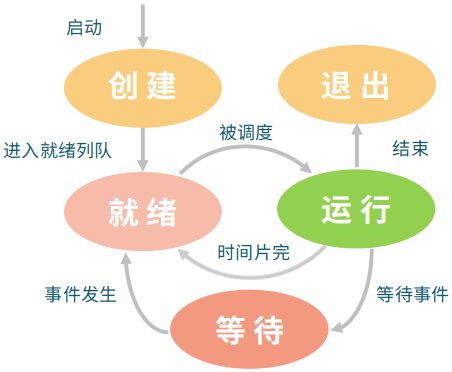 启动
创建
退出
进入就绪列队
被调度
结束
就绪
运行
时间片完
事件发生
等待事件
等待